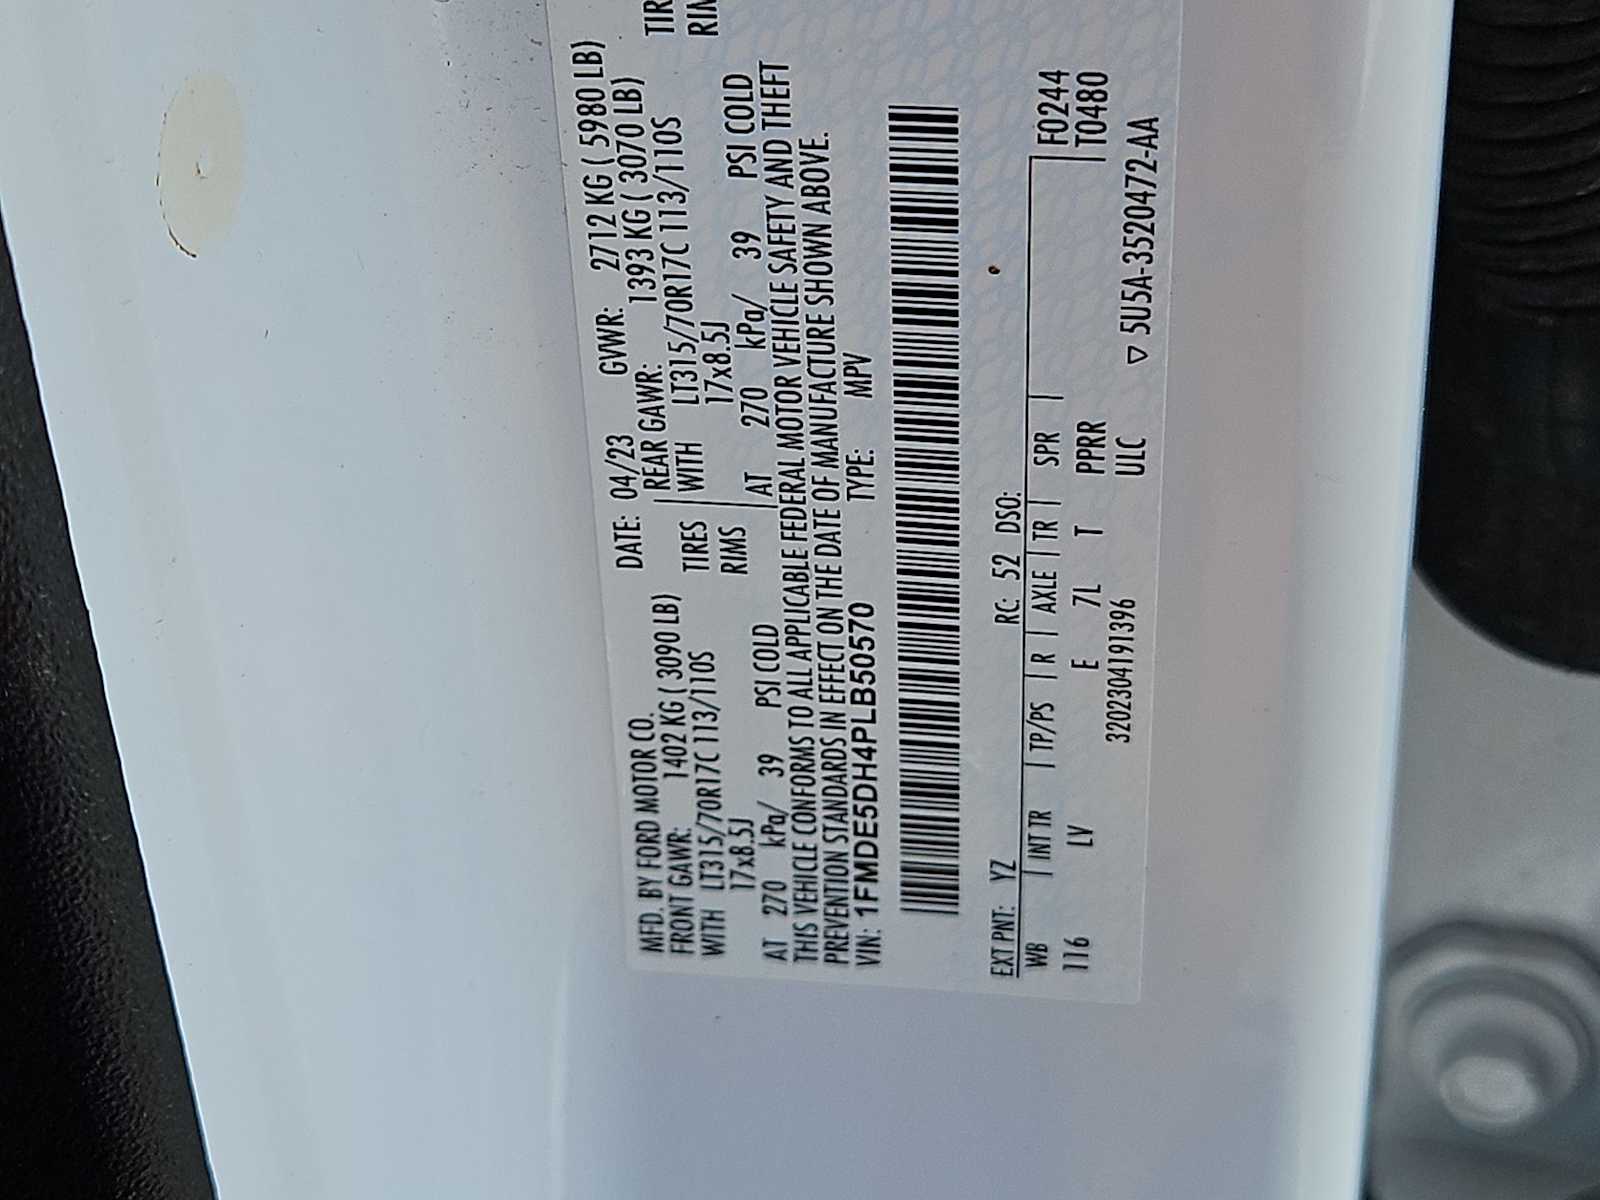 MFD. BY FORD MOTOR CO. DATE: 04/23 GVWR: 2712 KG ( 5980 LB)
FRONT GAWR: 1402 KG ( 3090 LB) REAR GAWR: 1393 KG ( 3070 LB)
WITH LT315/70R17C 113/110S TIRES WITH LT315/70R17C 113/110S TIR
17x8.5J RIMS 17x8.5J RIM
AT 270 kPa/ 39 PSI COLD AT 270 kPa/ 39 PSI COLD
THIS VEHICLE CONFORMS TO ALL APPLICABLE FEDERAL MOTOR VEHICLE SAFETY AND THEFT
PREVENTION STANDARDS IN EFFECT ON THE DATE OF MANUFACTURE SHOWN ABOVE.
VIN: 1FMDE5DH4PLB50570 TYPE: MPV
EXT PNT: YZ RC: 52 DSO:
WB | INT TR | TP/PS | R | AXLE | TR | SPR | F0244
116 LV E 7L T PPRR T0480
3202304191396 ULC ▽ 5U5A-3520472-AA